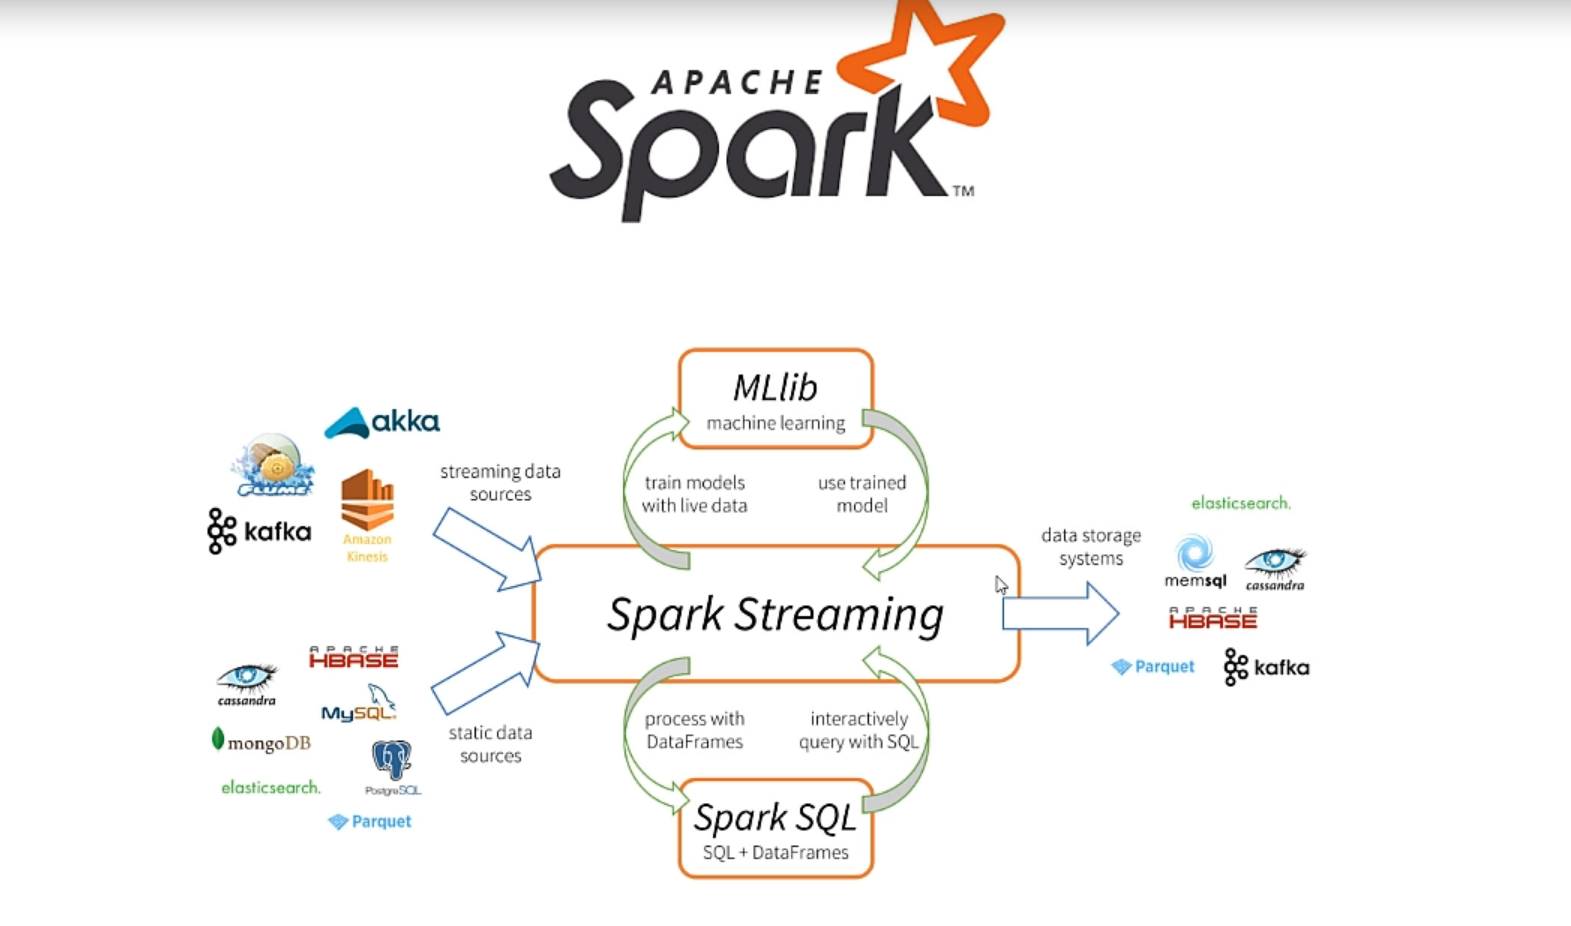 APACHE
Spark
TM
MLlib
machine learning
train models
with live data
use trained
model
akka
FLUME
kafka
Amazon
Kinesis
streaming data
sources
APACHE
HBASE
cassandra
MySQL®
mongoDB
PostgreSQL
elasticsearch.
Parquet
static data
sources
Spark Streaming
process with
DataFrames
interactively
query with SQL
Spark SQL
SQL + DataFrames
data storage
systems
elasticsearch.
memsql
cassandra
APACHE
HBASE
Parquet
kafka